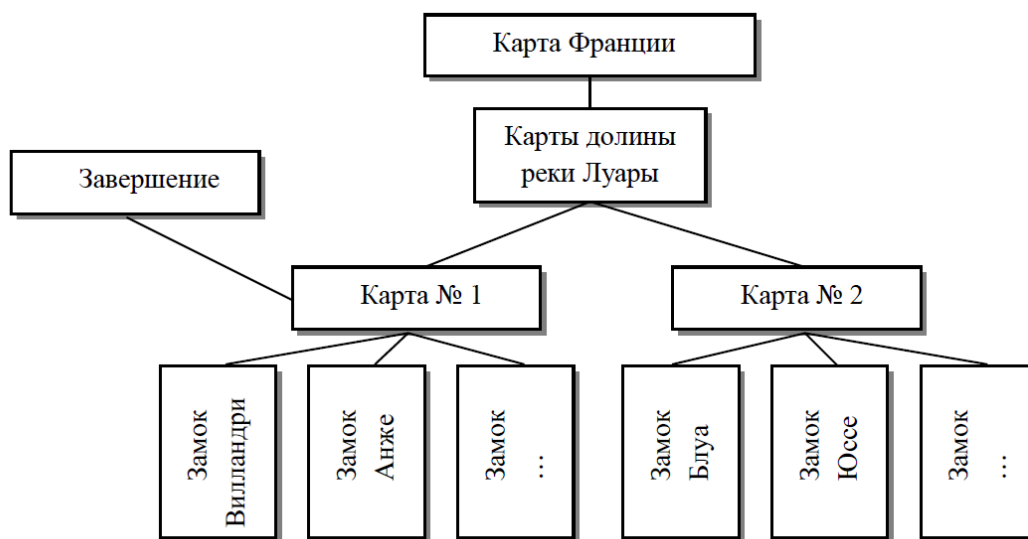 Карта Франции
Карты долины
реки Луары
Завершение
Карта № 1
Карта № 2
Замок
Вилландри
Замок
Анже
Замок
…
Замок
Блуа
Замок
Юссе
Замок
…